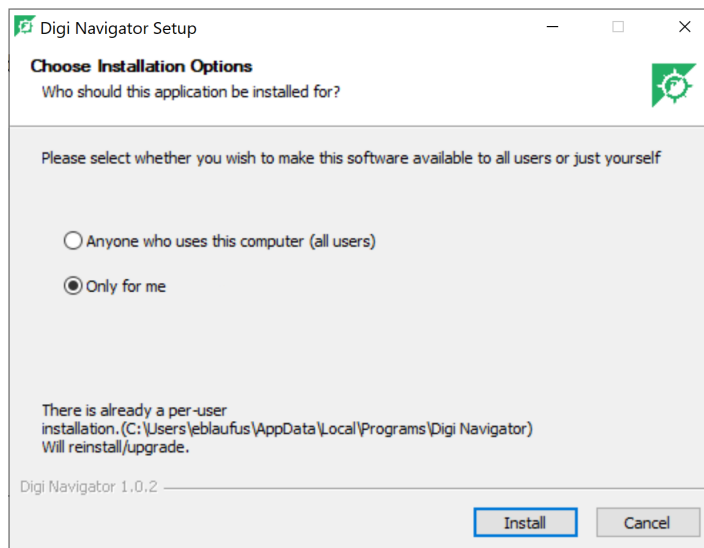 Digi Navigator Setup
Choose Installation Options
Who should this application be installed for?
Please select whether you wish to make this software available to all users or just yourself
Anyone who uses this computer (all users)
Only for me
There is already a per-user
installation.(C:\Users\eblaufus\AppData\Local\Programs\Digi Navigator)
Will reinstall/upgrade.
Digi Navigator 1.0.2
Install Cancel